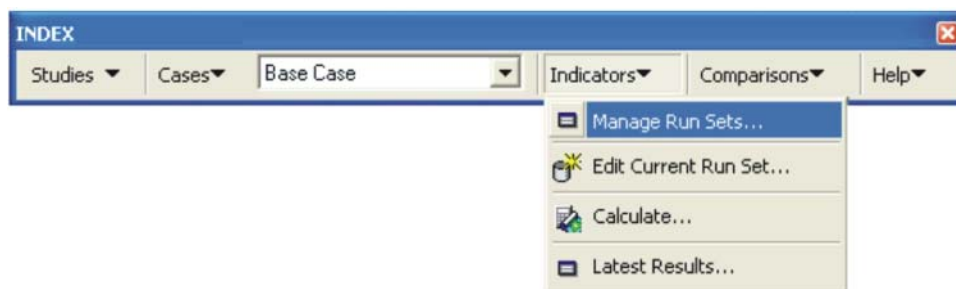 INDEX
Studies Cases Base Case Indicators Comparisons Help
Manage Run Sets...
Edit Current Run Set...
Calculate...
Latest Results...